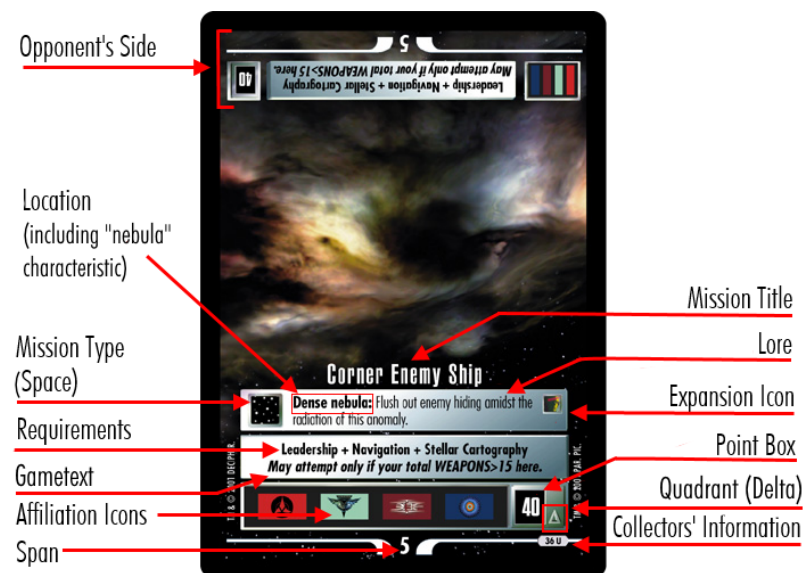 Opponent's Side
5
40
May attempt only if your total WEAPONS>15 here.
Leadership + Navigation + Stellar Cartography
Location
(including "nebula"
characteristic)
Mission Title
Lore
Mission Type
(Space)
Corner Enemy Ship
Dense nebula: Flush out enemy hiding amidst the
radiction of this anomaly.
Expansion Icon
Requirements
Leadership + Navigation + Stellar Cartography
May attempt only if your total WEAPONS>15 here.
Point Box
Gametext
Quadrant (Delta)
Affiliation Icons
40
Collectors' Information
Span
5
36 U